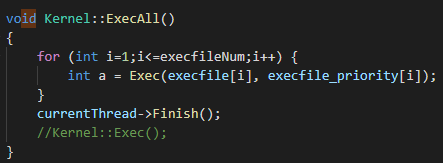 void Kernel::ExecAll()
{
    for (int i=1;i<=execfileNum;i++) {
        int a = Exec(execfile[i], execfile_priority[i]);
    }
    currentThread->Finish();
    //Kernel::Exec();
}